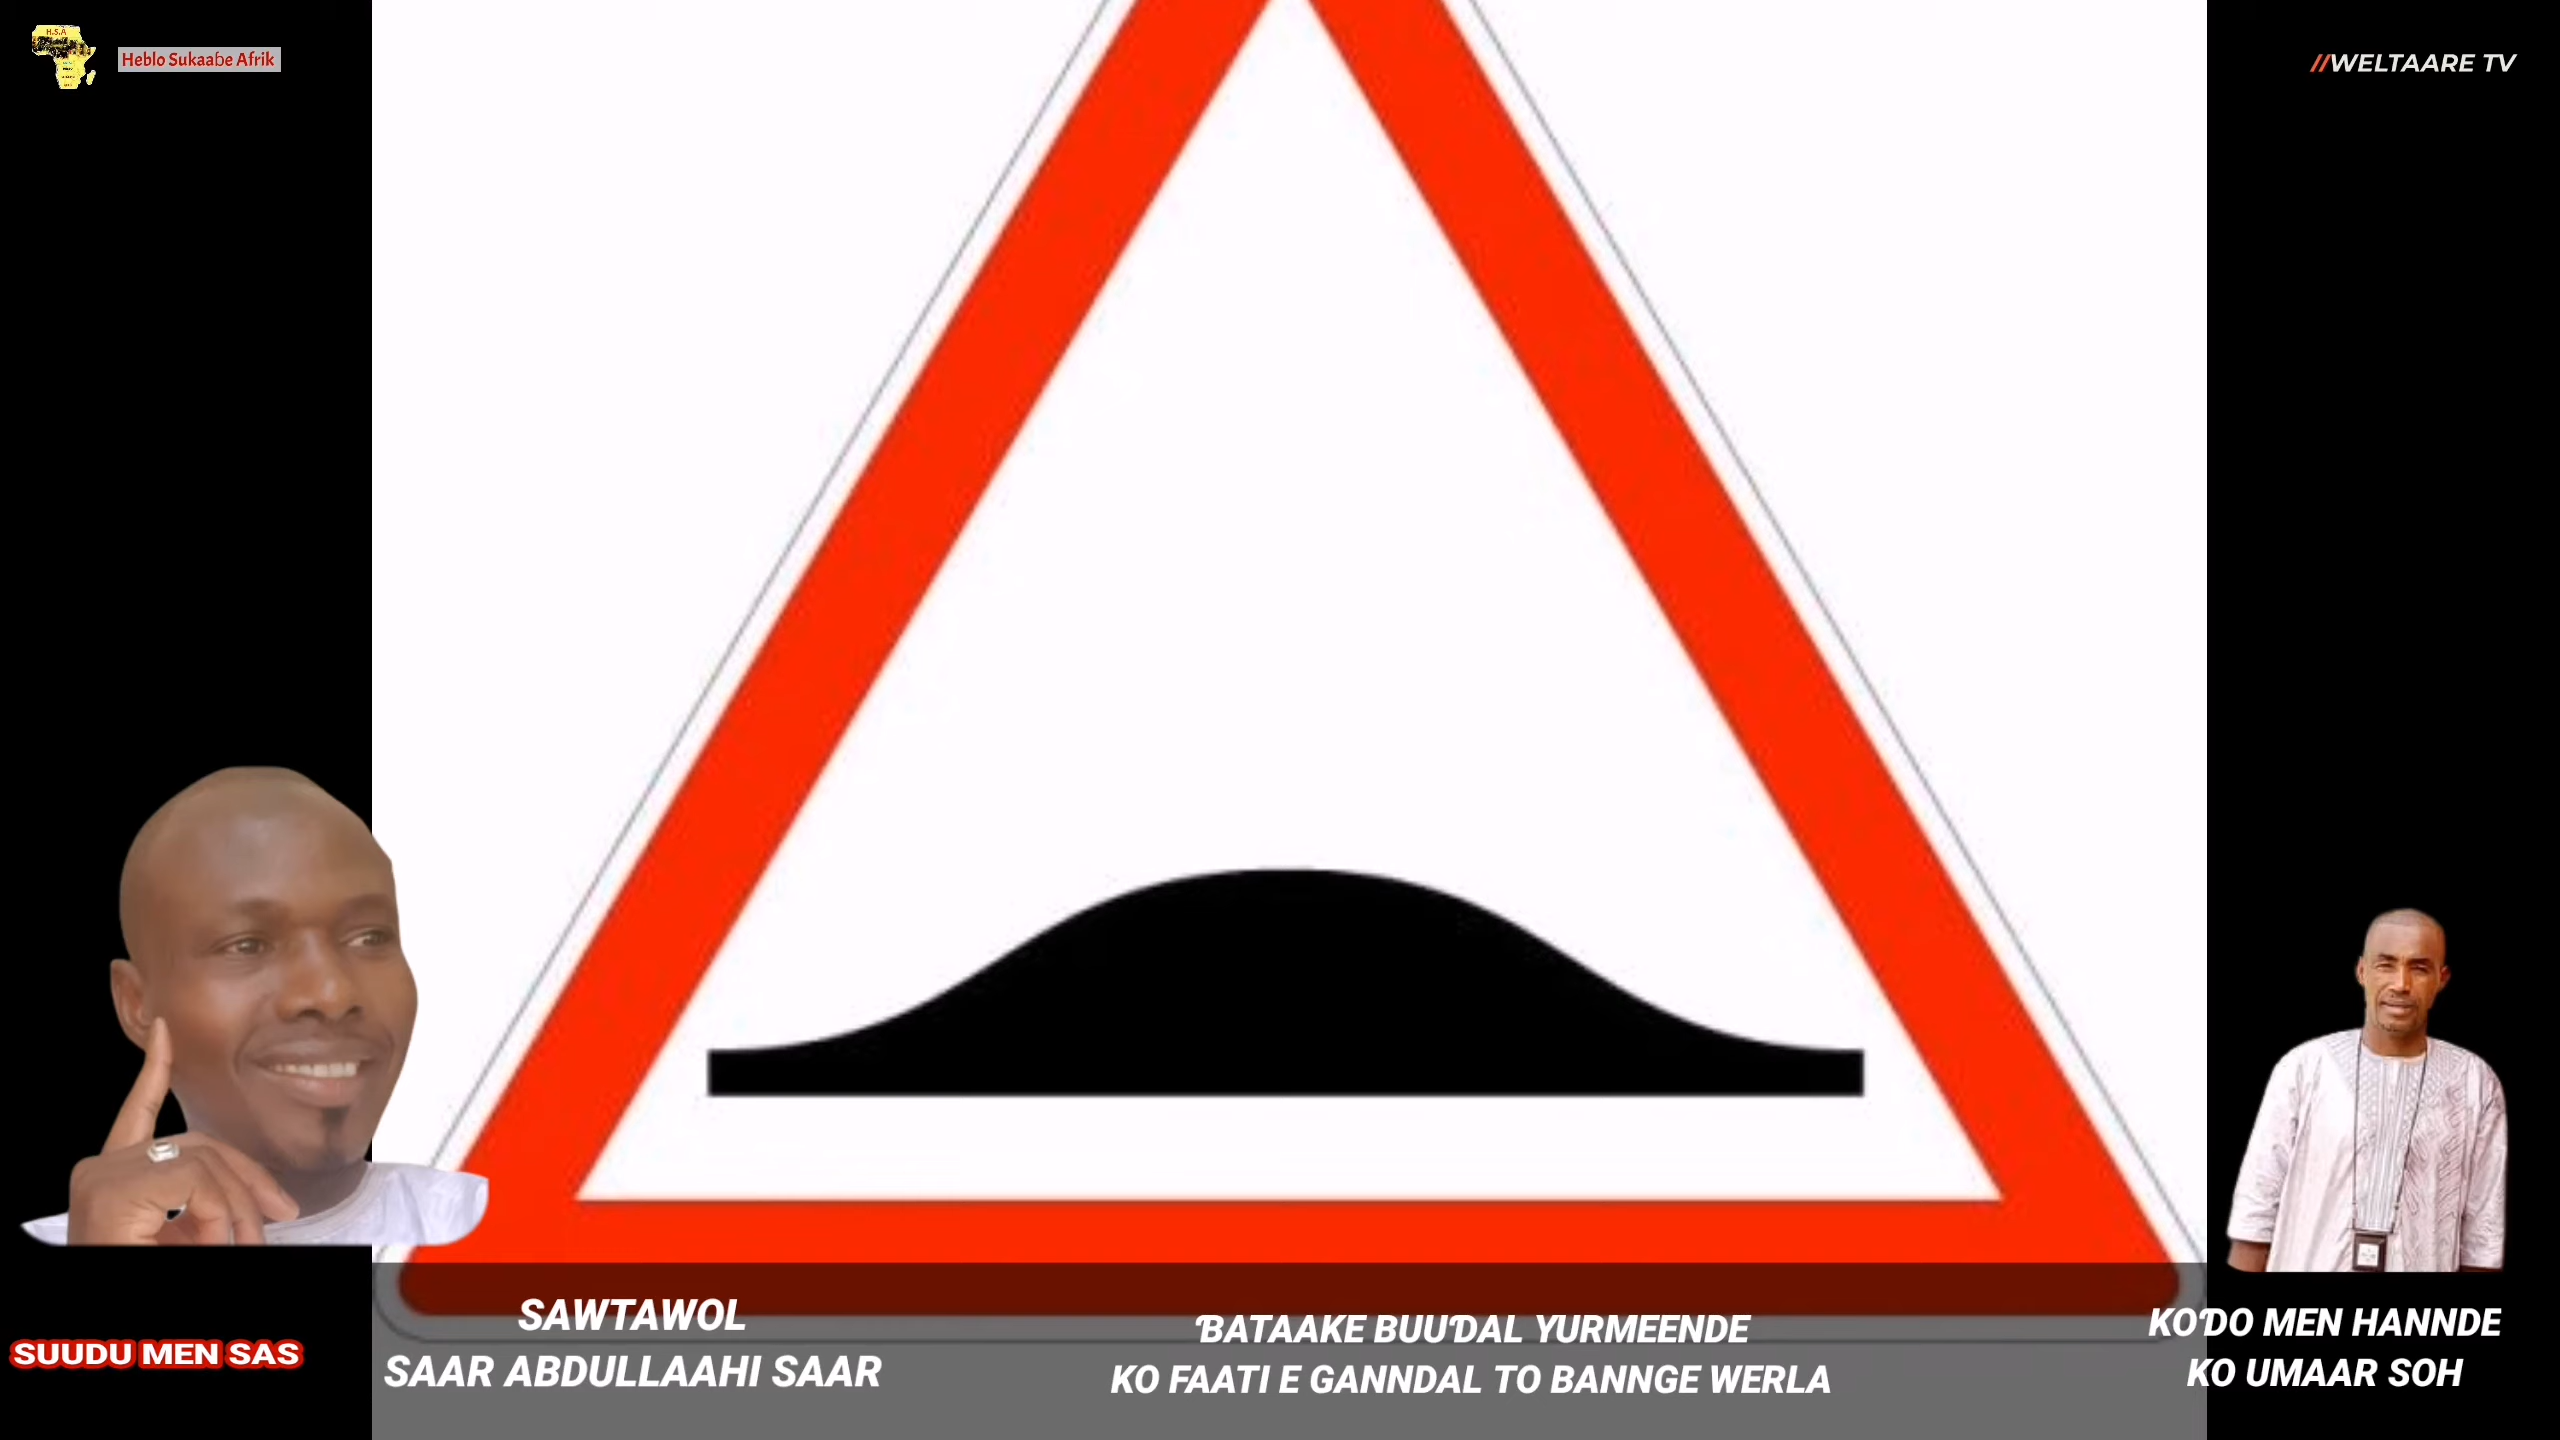 H.S.A
Heblo Sukaaɓe Afrik
//WELTAARE TV
SUUDU MEN SAS
SAWTAWOL
SAAR ABDULLAAHI SAAR
ƁATAAKE BUUƊAL YURMEENDE
KO FAATI E GANNDAL TO BANNGE WERLA
KOƊO MEN HANNDE
KO UMAAR SOH